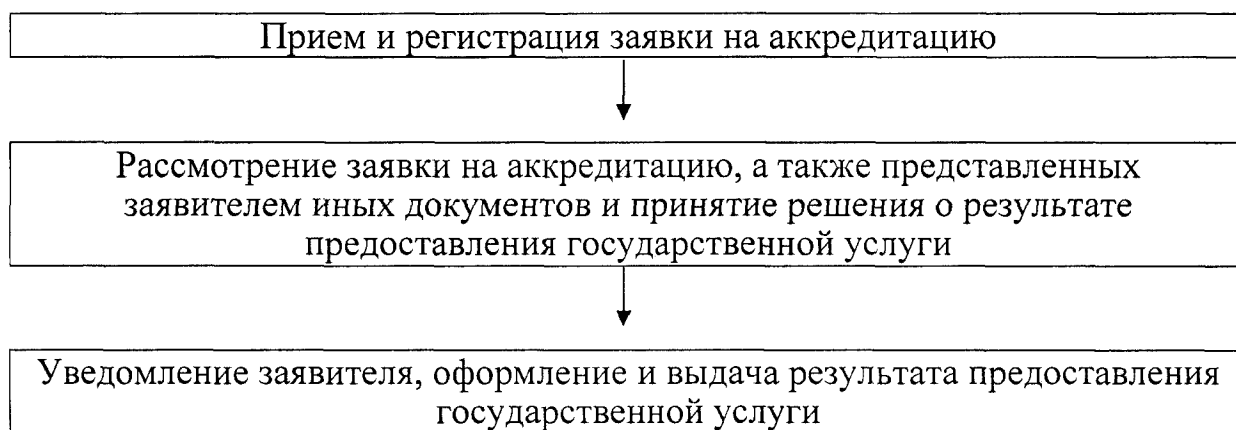 Прием и регистрация заявки на аккредитацию
Рассмотрение заявки на аккредитацию, а также представленных
заявителем иных документов и принятие решения о результате
предоставления государственной услуги
Уведомление заявителя, оформление и выдача результата предоставления
государственной услуги